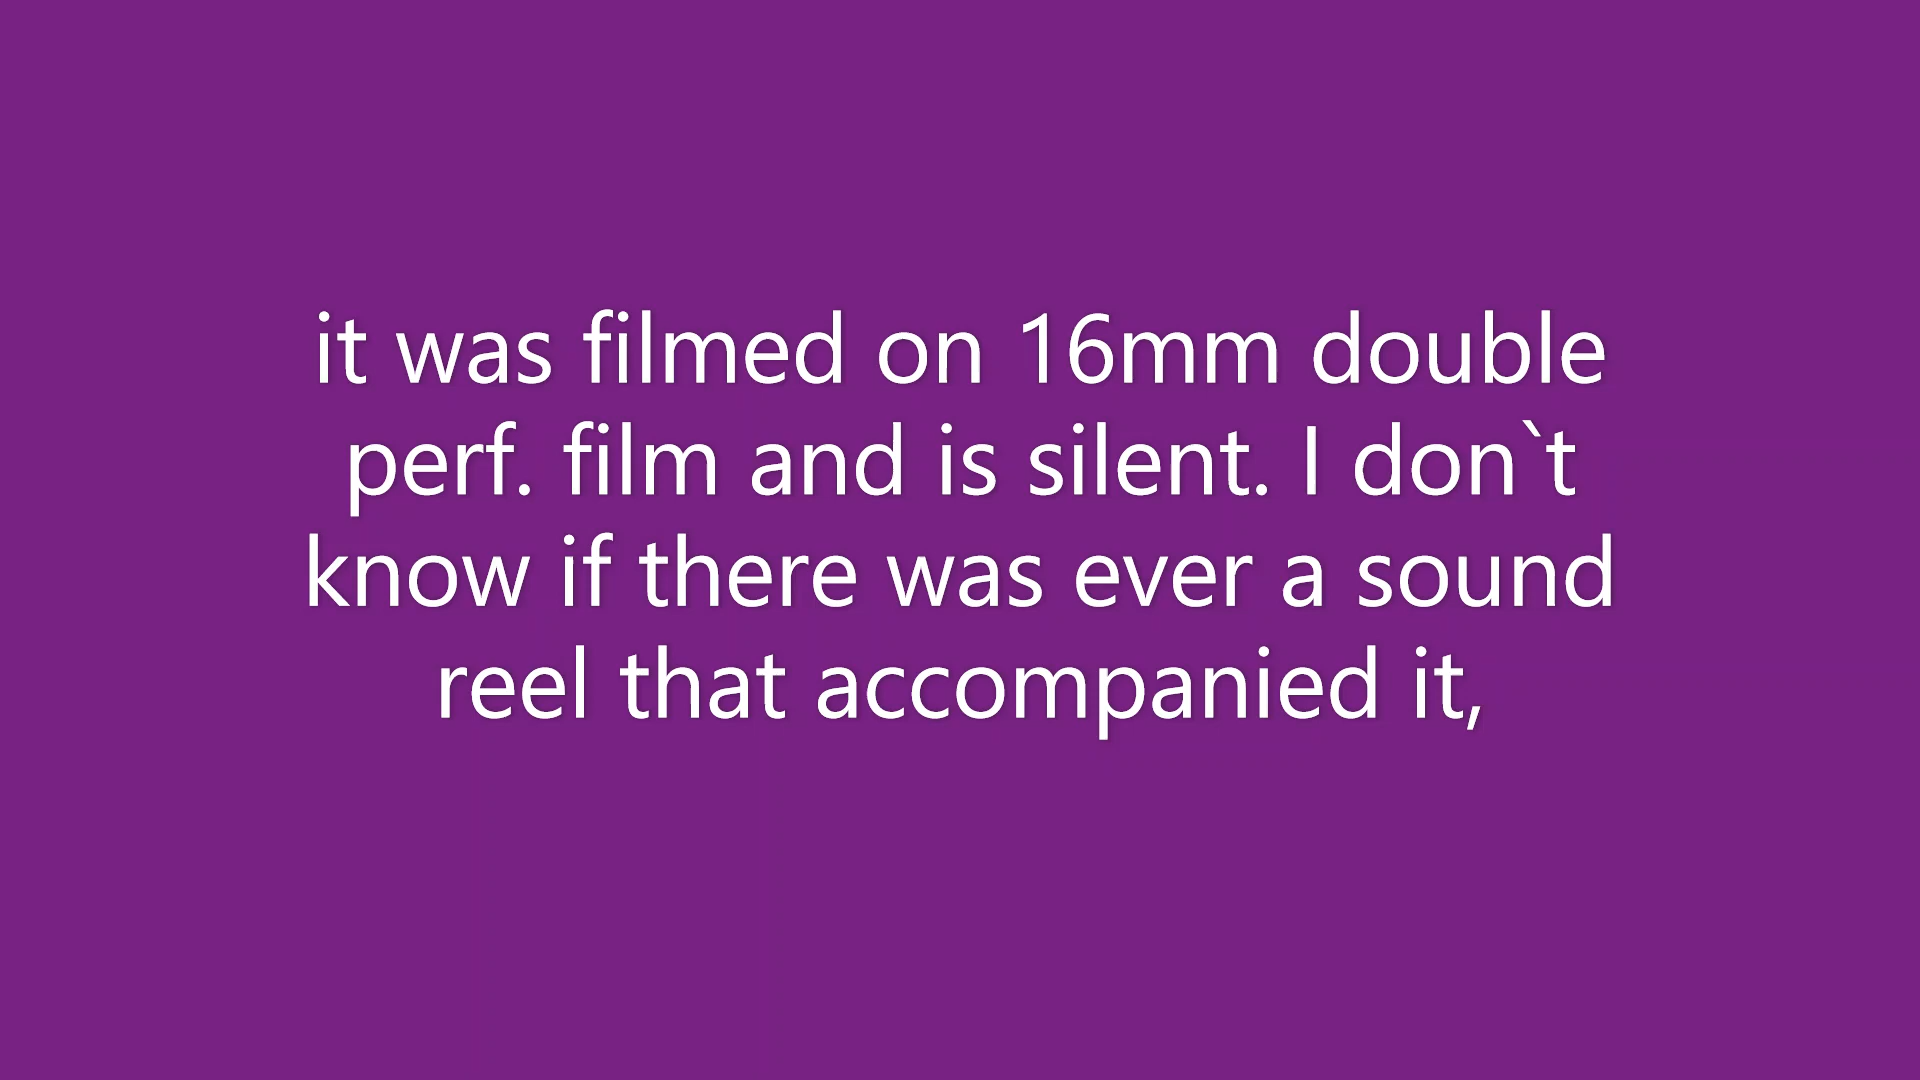 it was filmed on 16mm double
perf. film and is silent. I don`t
know if there was ever a sound
reel that accompanied it,